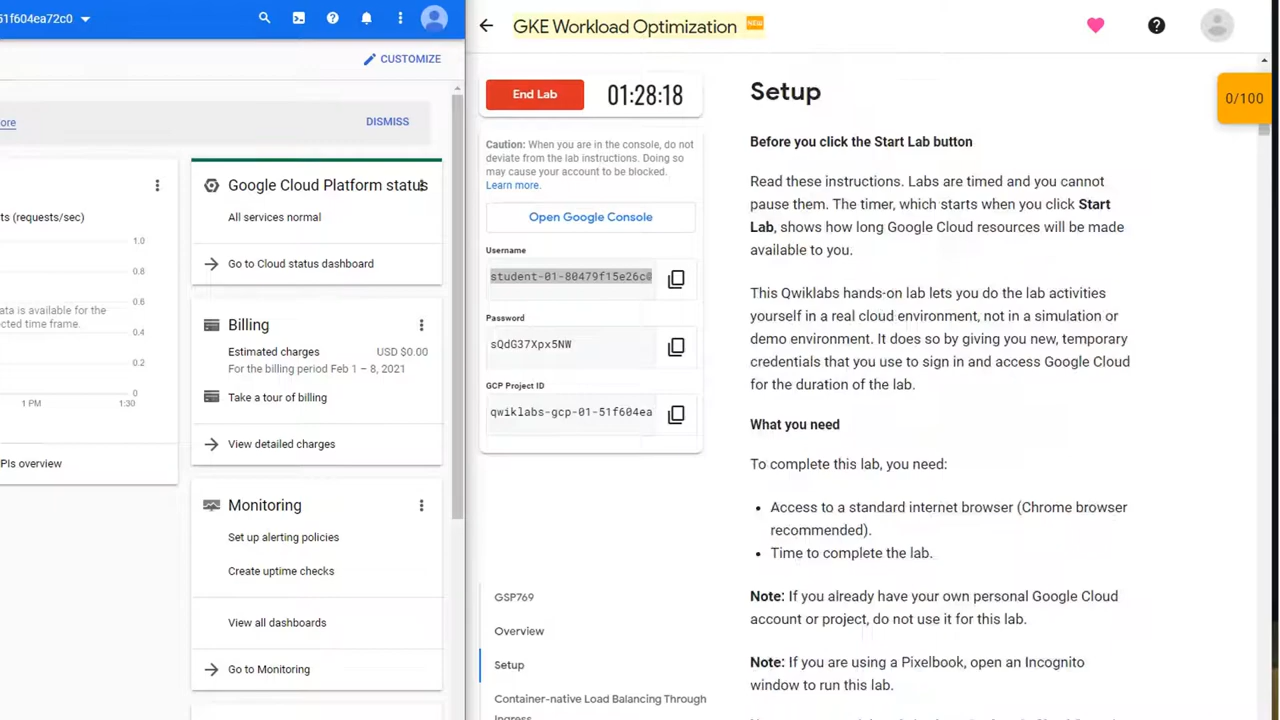 51f604ea72c0
CUSTOMIZE
ore
DISMISS
ts (requests/sec)
1.0
0.8
0.6
0.4
0.2
0
ata is available for the
ected time frame.
1 PM
1:30
PIs overview
Google Cloud Platform status
All services normal
Go to Cloud status dashboard
Billing
Estimated charges
USD $0.00
For the billing period Feb 1 – 8, 2021
Take a tour of billing
View detailed charges
Monitoring
Set up alerting policies
Create uptime checks
View all dashboards
Go to Monitoring
GKE Workload Optimization
NEW
End Lab
01:28:18
Caution: When you are in the console, do not
deviate from the lab instructions. Doing so
may cause your account to be blocked.
Learn more.
Open Google Console
Username
student-01-80479f15e26c@
Password
sQdG37Xpx5NW
GCP Project ID
qwiklabs-gcp-01-51f604ea
GSP769
Overview
Setup
Container-native Load Balancing Through
Ingress
Setup
0/100
Before you click the Start Lab button
Read these instructions. Labs are timed and you cannot
pause them. The timer, which starts when you click Start
Lab, shows how long Google Cloud resources will be made
available to you.
This Qwiklabs hands-on lab lets you do the lab activities
yourself in a real cloud environment, not in a simulation or
demo environment. It does so by giving you new, temporary
credentials that you use to sign in and access Google Cloud
for the duration of the lab.
What you need
To complete this lab, you need:
• Access to a standard internet browser (Chrome browser
recommended).
• Time to complete the lab.
Note: If you already have your own personal Google Cloud
account or project, do not use it for this lab.
Note: If you are using a Pixelbook, open an Incognito
window to run this lab.